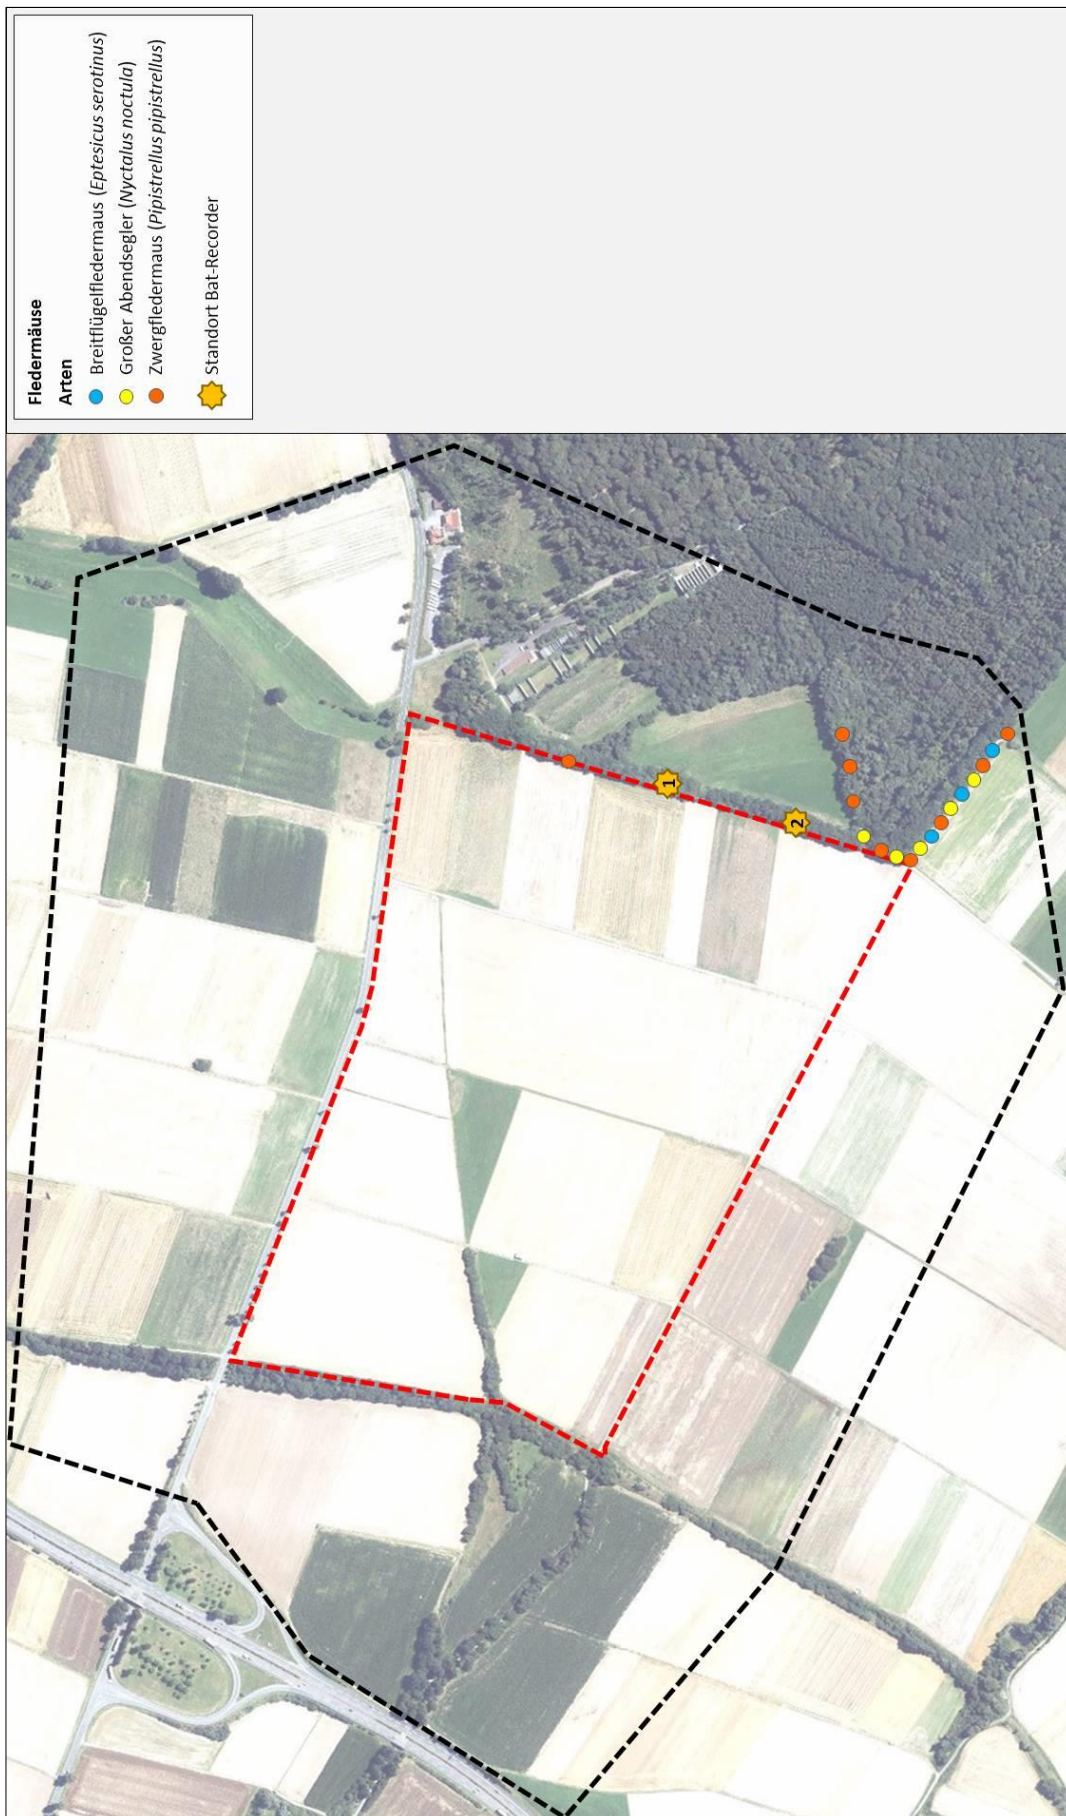 Fledermäuse
Arten
Breitflügelfledermaus (Eptesicus serotinus)
Großer Abendsegler (Nyctalus noctula)
Zwergfledermaus (Pipistrellus pipistrellus)
Standort Bat-Recorder
1
2